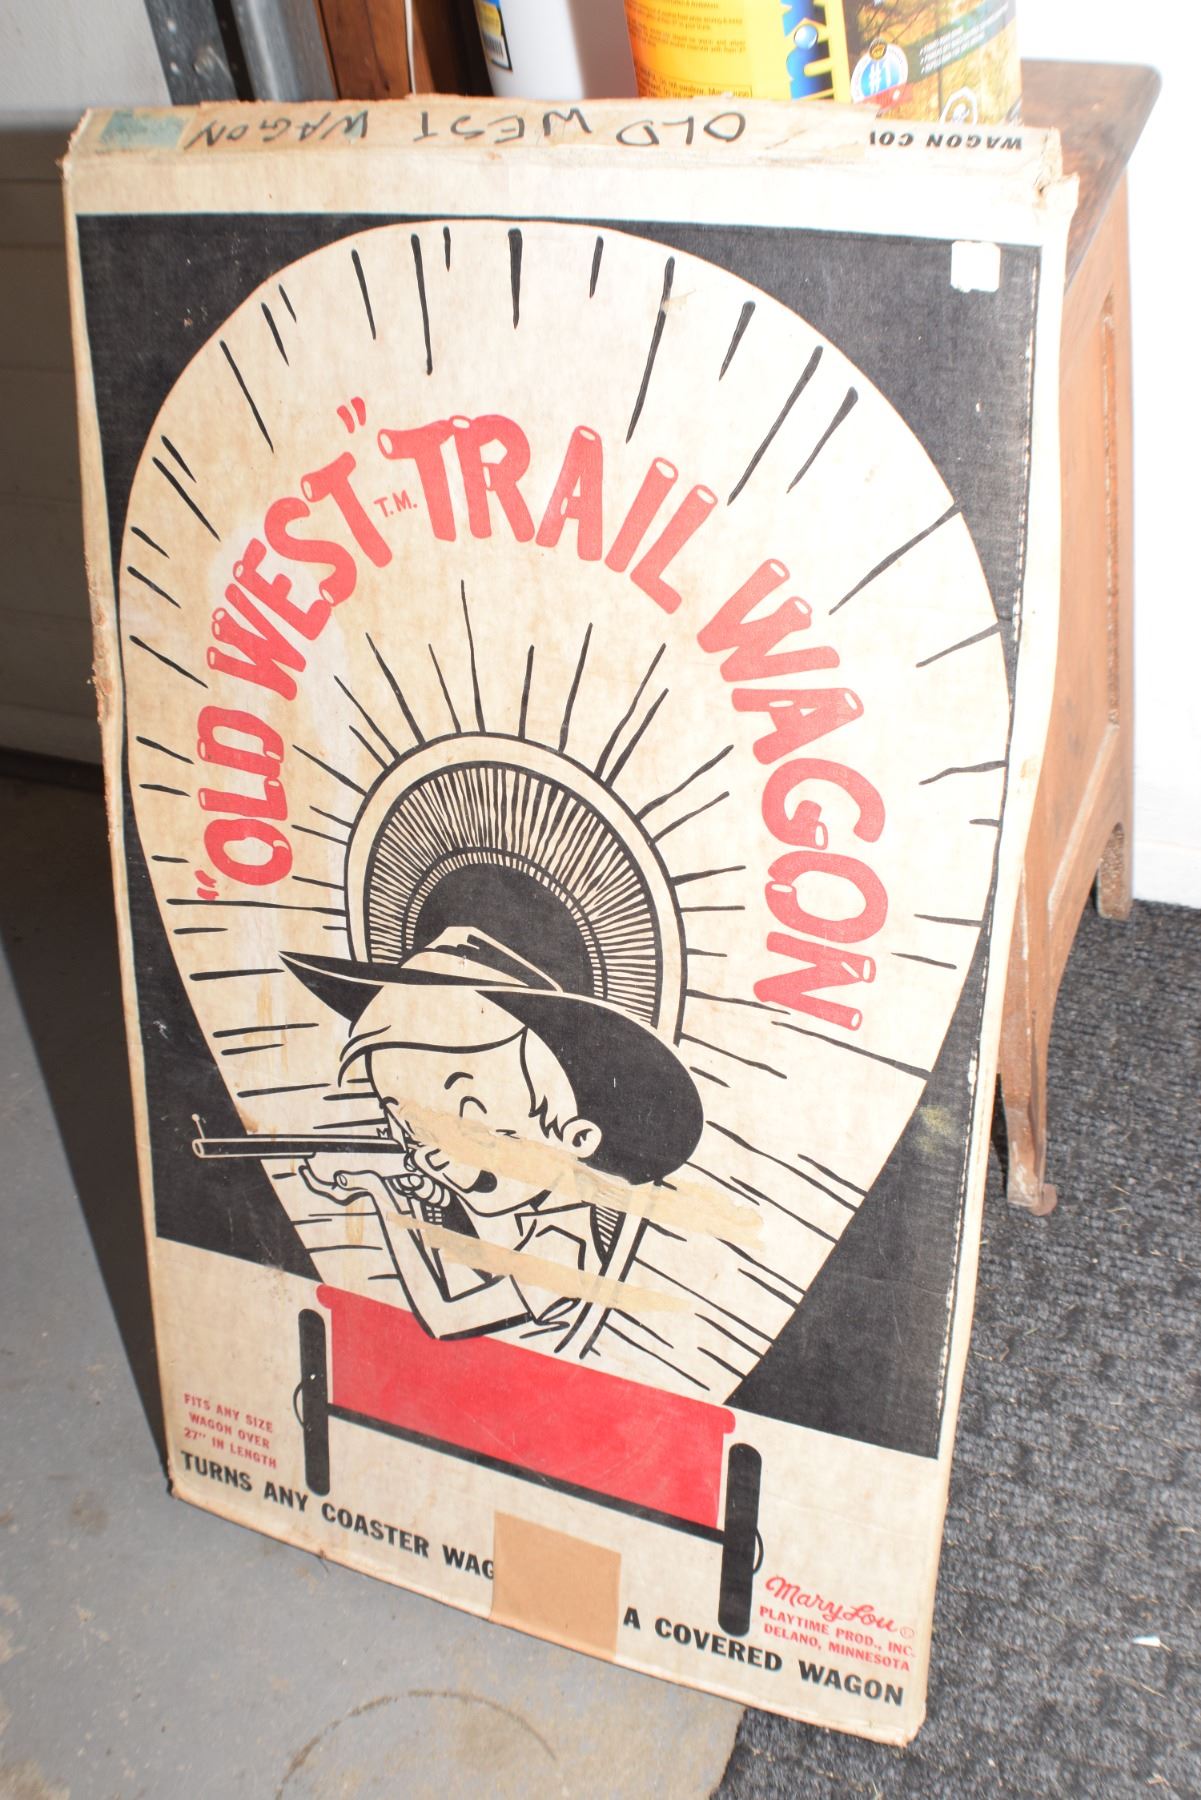 OLD WEST WAGON
WAGON CO
"OLD WEST" T.M. TRAIL WAGON
FITS ANY SIZE
WAGON OVER
27" IN LENGTH
TURNS ANY COASTER WAG A COVERED WAGON
Mary Lou ©
PLAYTIME PROD., INC.
DELANO, MINNESOTA